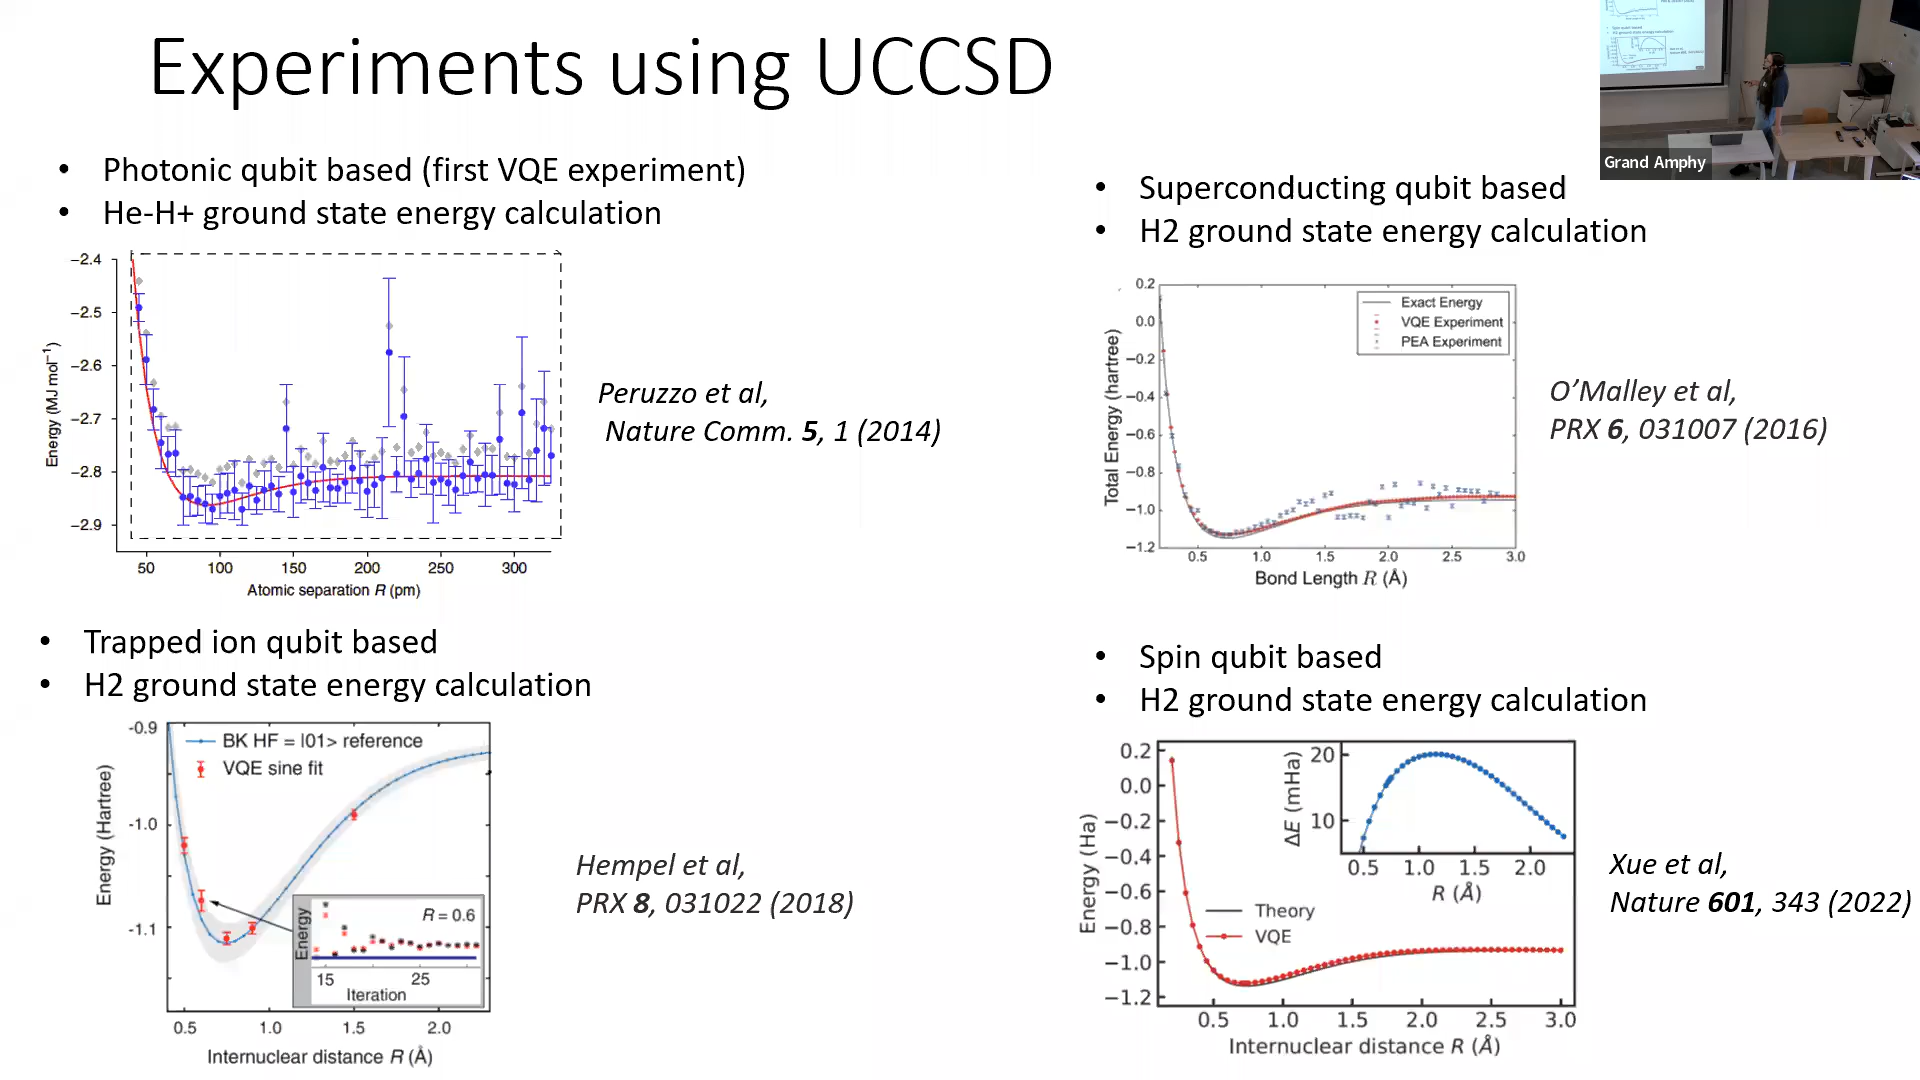 Experiments using UCCSD
Grand Amphy
• Photonic qubit based (first VQE experiment)
• He-H+ ground state energy calculation
−2.4
−2.5
−2.6
−2.7
−2.8
−2.9
Energy (MJ mol⁻¹)
50 100 150 200 250 300
Atomic separation R (pm)
Peruzzo et al,
Nature Comm. 5, 1 (2014)
• Superconducting qubit based
• H2 ground state energy calculation
0.2
0.0
−0.2
−0.4
−0.6
−0.8
−1.0
−1.2
Total Energy (hartree)
Exact Energy
VQE Experiment
PEA Experiment
0.5 1.0 1.5 2.0 2.5 3.0
Bond Length R (Å)
O’Malley et al,
PRX 6, 031007 (2016)
• Trapped ion qubit based
• H2 ground state energy calculation
-0.9
-1.0
-1.1
Energy (Hartree)
BK HF = |01> reference
VQE sine fit
Energy
R = 0.6
15 25
Iteration
0.5 1.0 1.5 2.0
Internuclear distance R (Å)
Hempel et al,
PRX 8, 031022 (2018)
• Spin qubit based
• H2 ground state energy calculation
0.2
0.0
−0.2
−0.4
−0.6
−0.8
−1.0
−1.2
Energy (Ha)
20
10
ΔE (mHa)
0.5 1.0 1.5 2.0
R (Å)
Theory
VQE
0.5 1.0 1.5 2.0 2.5 3.0
Internuclear distance R (Å)
Xue et al,
Nature 601, 343 (2022)